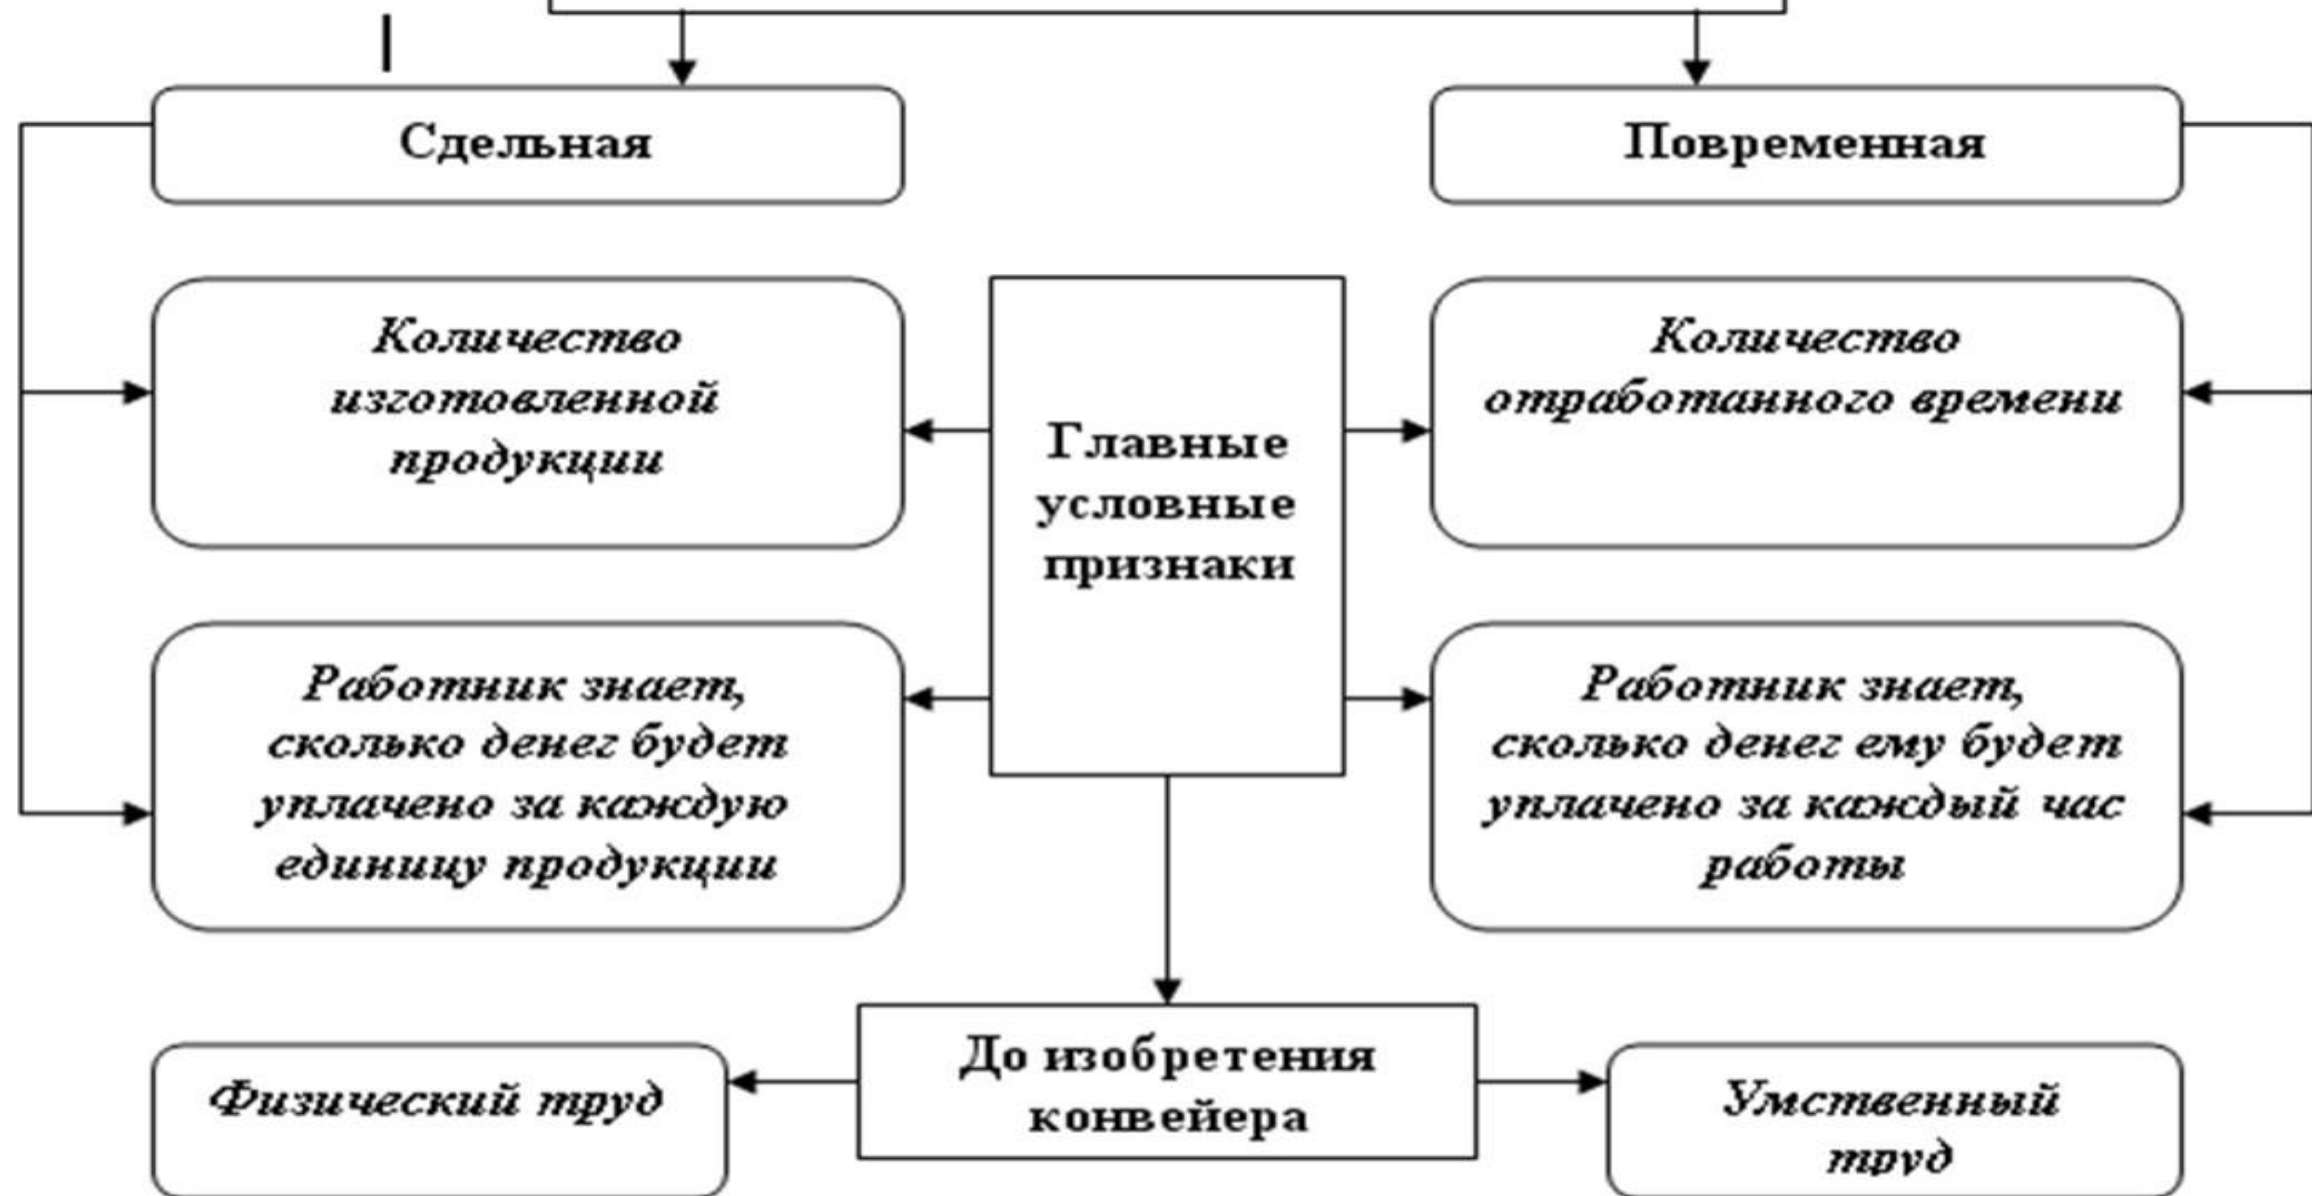 Сдельная
Повременная
Количество
изготовленной
продукции
Главные
условные
признаки
Количество
отработанного времени
Работник знает,
сколько денег будет
уплачено за каждую
единицу продукции
Работник знает,
сколько денег ему будет
уплачено за каждый час
работы
До изобретения
конвейера
Физический труд
Умственный
труд